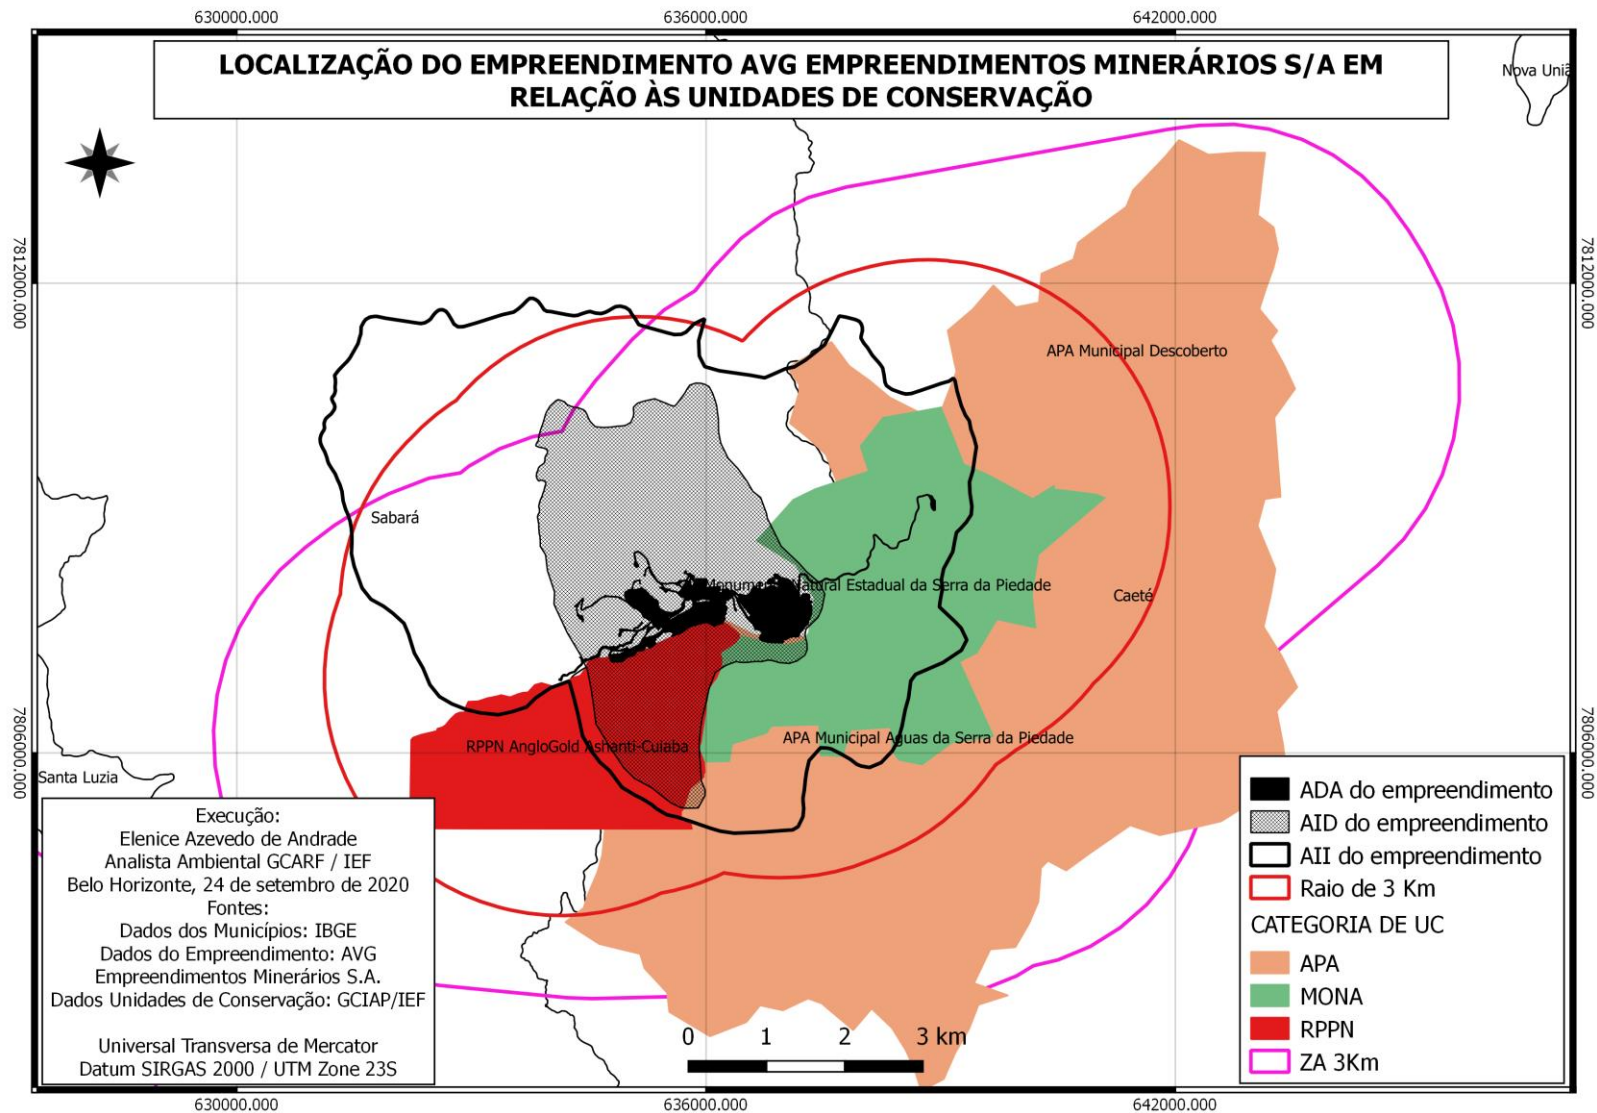 630000.000
636000.000
642000.000
LOCALIZAÇÃO DO EMPREENDIMENTO AVG EMPREENDIMENTOS MINERÁRIOS S/A EM
RELAÇÃO ÀS UNIDADES DE CONSERVAÇÃO
Nova Uniã
7812000.000
7812000.000
APA Municipal Descoberto
Sabará
Natural Estadual da Serra da Piedade
Caeté
RPPN AngloGold Ashanti-Cuiaba
APA Municipal Aguas da Serra da Piedade
7806000.000
7806000.000
Santa Luzia
Execução:
Elenice Azevedo de Andrade
Analista Ambiental GCARF / IEF
Belo Horizonte, 24 de setembro de 2020
Fontes:
Dados dos Municípios: IBGE
Dados do Empreendimento: AVG
Empreendimentos Minerários S.A.
Dados Unidades de Conservação: GCIAP/IEF
Universal Transversa de Mercator
Datum SIRGAS 2000 / UTM Zone 23S
0 1 2 3 km
ADA do empreendimento
AID do empreendimento
AII do empreendimento
Raio de 3 Km
CATEGORIA DE UC
APA
MONA
RPPN
ZA 3Km
630000.000
636000.000
642000.000